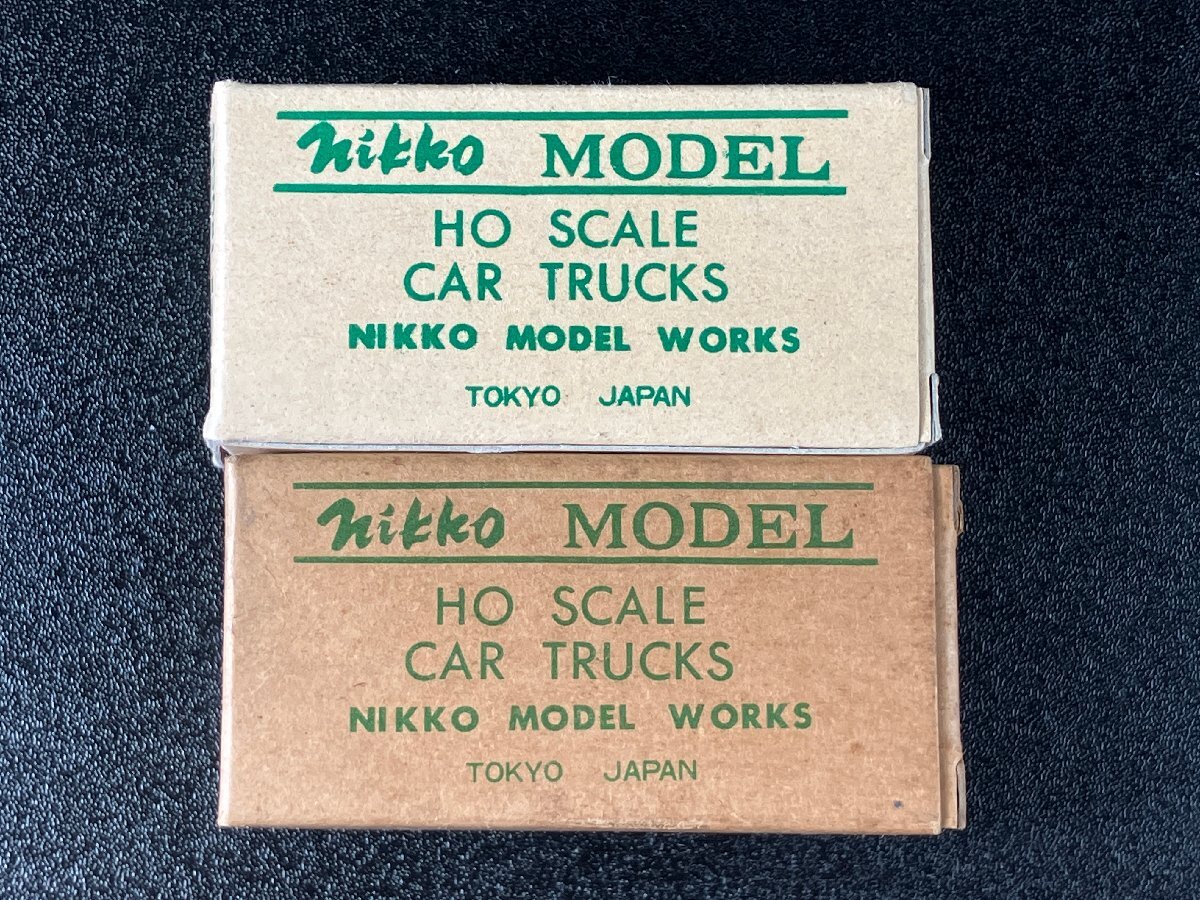 nikko MODEL
HO SCALE
CAR TRUCKS
NIKKO MODEL WORKS
TOKYO JAPAN
nikko MODEL
HO SCALE
CAR TRUCKS
NIKKO MODEL WORKS
TOKYO JAPAN